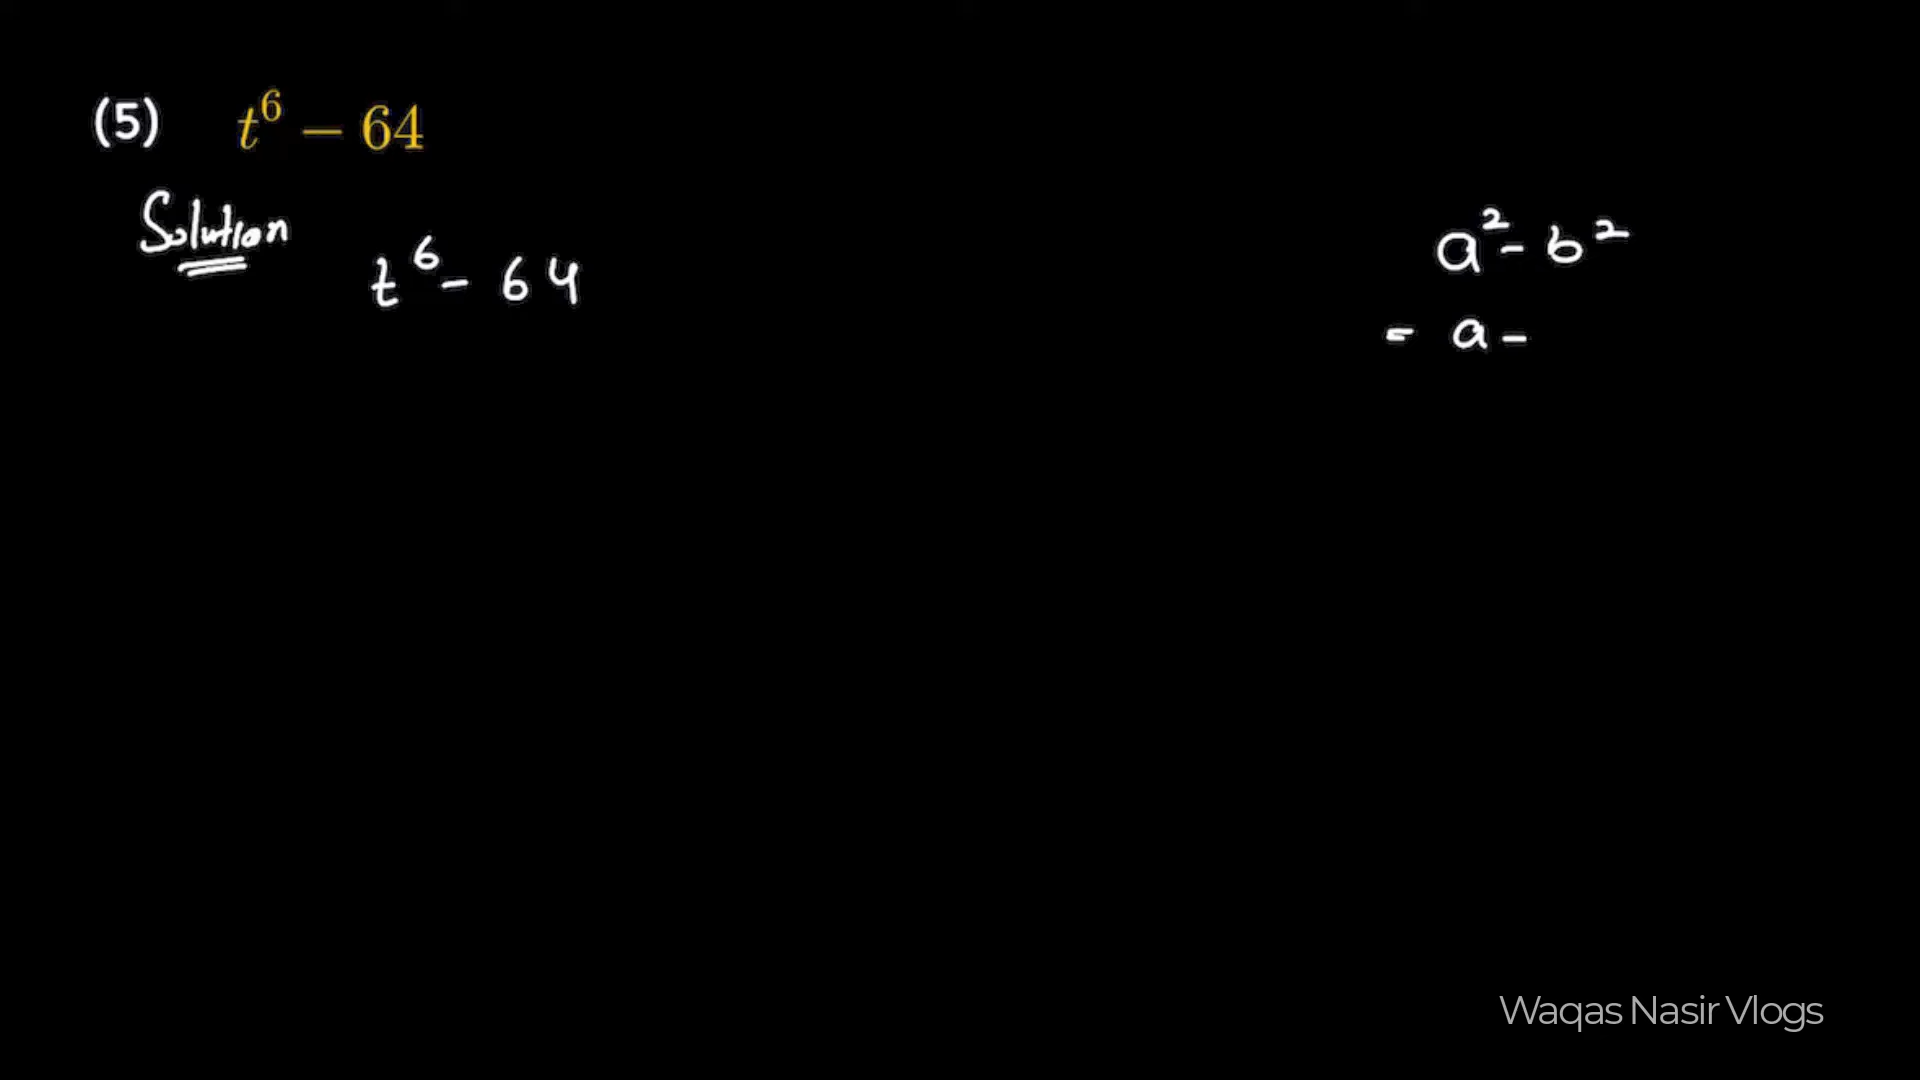 (5) t⁶ − 64
Solution
t⁶ - 64
a² - b²
= a -
Waqas Nasir Vlogs